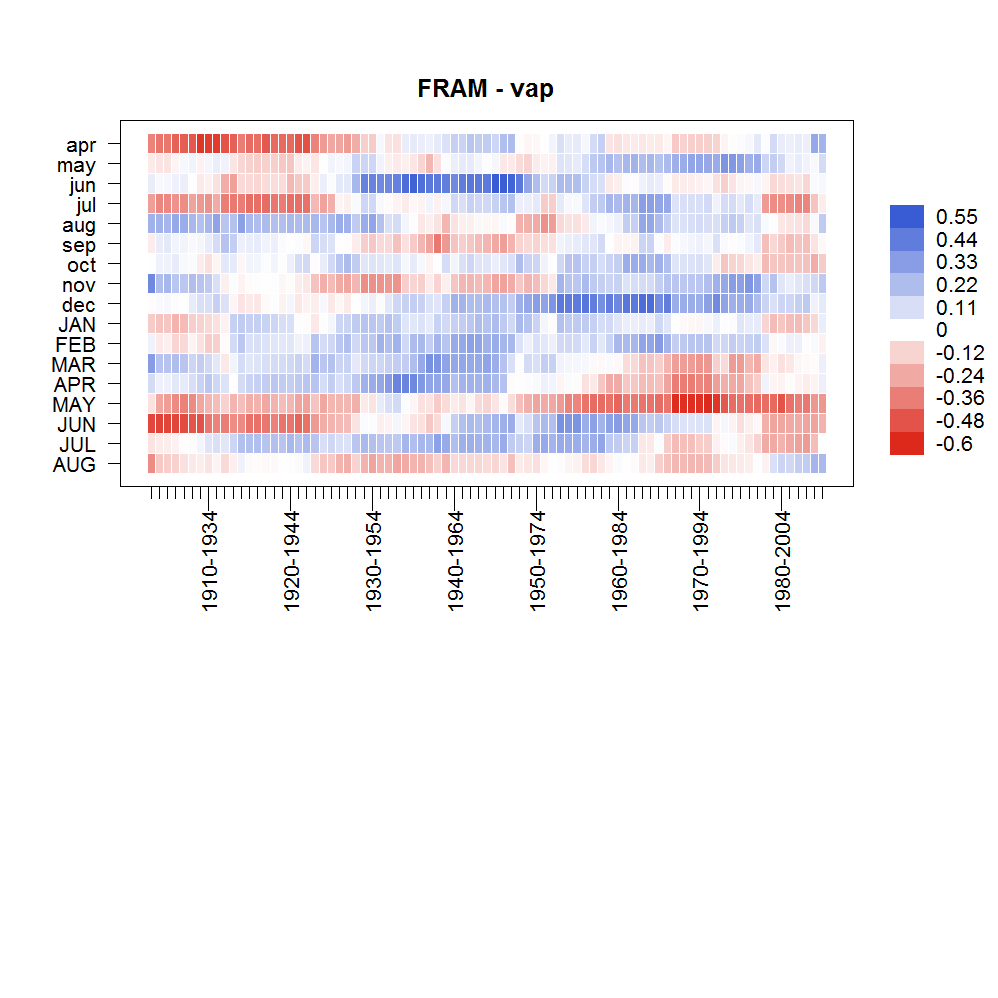 FRAM - vap
apr
may
jun
jul
aug
sep
oct
nov
dec
JAN
FEB
MAR
APR
MAY
JUN
JUL
AUG
0.55
0.44
0.33
0.22
0.11
0
-0.12
-0.24
-0.36
-0.48
-0.6
1910-1934
1920-1944
1930-1954
1940-1964
1950-1974
1960-1984
1970-1994
1980-2004